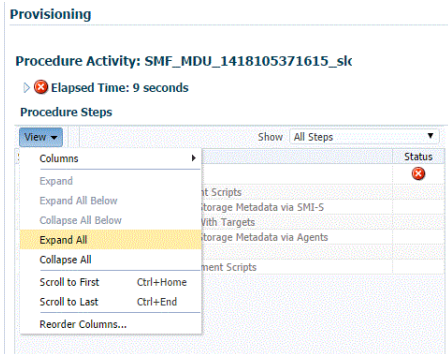 Provisioning
Procedure Activity: SMF_MDU_1418105371615_slc
Elapsed Time: 9 seconds
Procedure Steps
View
Show All Steps
Status
Columns
Expand
nt Scripts
Expand All Below
Storage Metadata via SMI-S
Collapse All Below
With Targets
Expand All
Storage Metadata via Agents
Collapse All
ment Scripts
Scroll to First Ctrl+Home
Scroll to Last Ctrl+End
Reorder Columns...